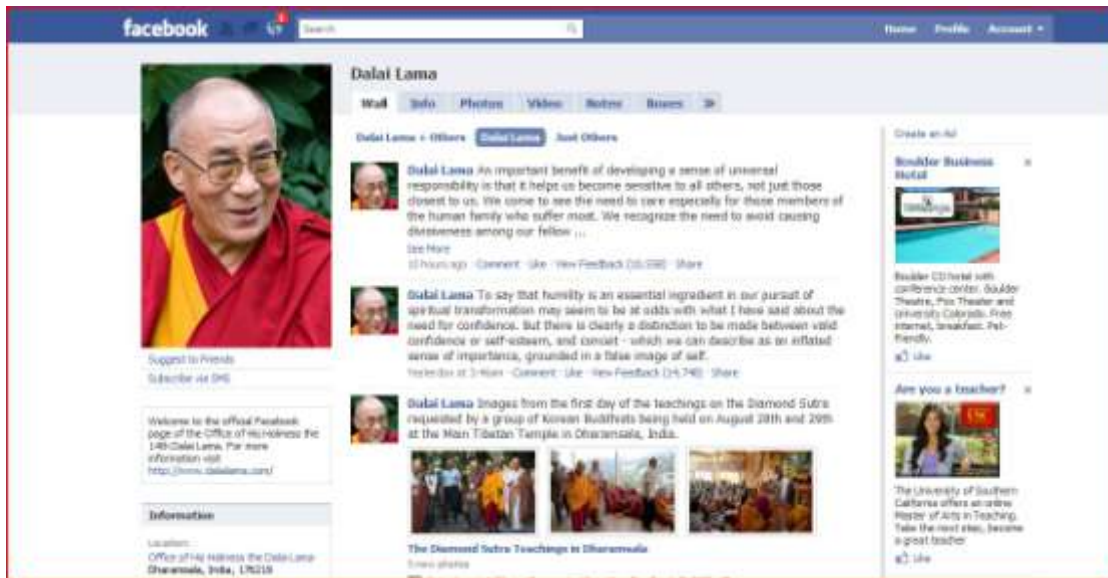 facebook
Search
Home Profile Account
Dalai Lama
Wall Info Photos Video Notes Boxes
Dalai Lama + Others Dalai Lama Just Others
Dalai Lama An important benefit of developing a sense of universal
responsibility is that it helps us become sensitive to all others, not just those
closest to us. We come to see the need to care especially for those members of
the human family who suffer most. We recognize the need to avoid causing
divisiveness among our fellow ...
See More
10 hours ago · Comment · Like · View Feedback · Share
Dalai Lama To say that humility is an essential ingredient in our pursuit of
spiritual transformation may seem to be at odds with what I have said about the
need for confidence. But there is clearly a distinction to be made between valid
confidence or self-esteem, and conceit - which we can describe as an inflated
sense of importance, grounded in a false image of self.
Yesterday at · Comment · Like · View Feedback · Share
Dalai Lama Images from the first day of the teachings on the Diamond Sutra
requested by a group of Korean Buddhists being held on August 28th and 29th
at the Main Tibetan Temple in Dharamsala, India.
The Diamond Sutra Teachings in Dharamsala
5 new photos
Suggest to Friends
Subscribe via SMS
Welcome to the official Facebook
page of the Office of His Holiness the
14th Dalai Lama. For more
information visit
http://www.dalailama.com/
Information
Location:
Office of His Holiness the Dalai Lama
Dharamsala, India, 176219
Create an Ad
Boulder Business
Hotel
Boulder CO hotel with
conference center. Boulder
Theatre, Fox Theater and
University Colorado. Free
internet, breakfast. Pet-
friendly.
Like
Are you a teacher?
USC
The University of Southern
California offers an online
Master of Arts in Teaching.
Take the next step, become
a great teacher
Like